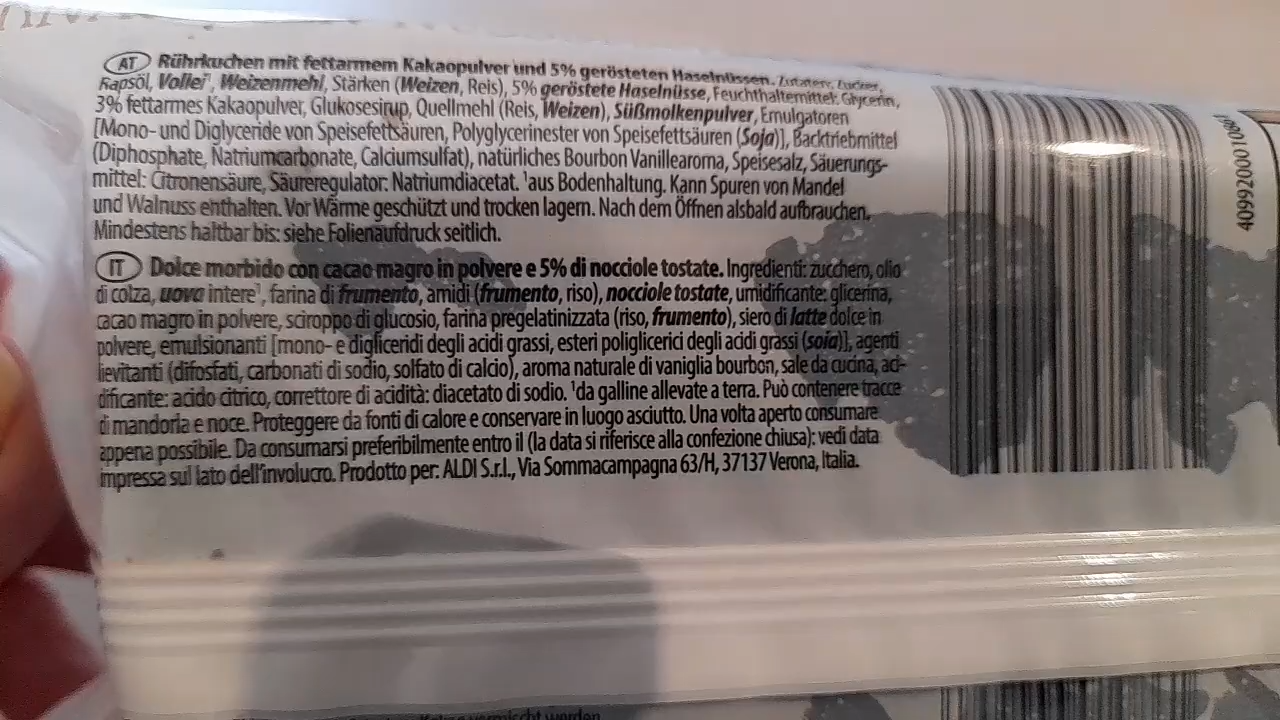 AT Rührkuchen mit fettarmem Kakaopulver und 5% gerösteten Haselnüssen. Zutaten: Zucker,
Rapsöl, Vollei¹, Weizenmehl, Stärken (Weizen, Reis), 5% geröstete Haselnüsse, Feuchthaltemittel: Glycerin,
3% fettarmes Kakaopulver, Glukosesirup, Quellmehl (Reis, Weizen), Süßmolkenpulver, Emulgatoren
[Mono- und Diglyceride von Speisefettsäuren, Polyglycerinester von Speisefettsäuren (Soja)], Backtriebmittel
(Diphosphate, Natriumcarbonate, Calciumsulfat), natürliches Bourbon Vanillearoma, Speisesalz, Säuerungs-
mittel: Citronensäure, Säureregulator: Natriumdiacetat. ¹aus Bodenhaltung. Kann Spuren von Mandel
und Walnuss enthalten. Vor Wärme geschützt und trocken lagern. Nach dem Öffnen alsbald aufbrauchen.
Mindestens haltbar bis: siehe Folienaufdruck seitlich.
IT Dolce morbido con cacao magro in polvere e 5% di nocciole tostate. Ingredienti: zucchero, olio
di colza, uova intere¹, farina di frumento, amidi (frumento, riso), nocciole tostate, umidificante: glicerina,
cacao magro in polvere, sciroppo di glucosio, farina pregelatinizzata (riso, frumento), siero di latte dolce in
polvere, emulsionanti [mono- e digliceridi degli acidi grassi, esteri poliglicerici degli acidi grassi (soia)], agenti
lievitanti (difosfati, carbonati di sodio, solfato di calcio), aroma naturale di vaniglia bourbon, sale da cucina, aci-
dificante: acido citrico, correttore di acidità: diacetato di sodio. ¹da galline allevate a terra. Può contenere tracce
di mandorla e noce. Proteggere da fonti di calore e conservare in luogo asciutto. Una volta aperto consumare
appena possibile. Da consumarsi preferibilmente entro il (la data si riferisce alla confezione chiusa): vedi data
impressa sul lato dell'involucro. Prodotto per: ALDI S.r.l., Via Sommacampagna 63/H, 37137 Verona, Italia.